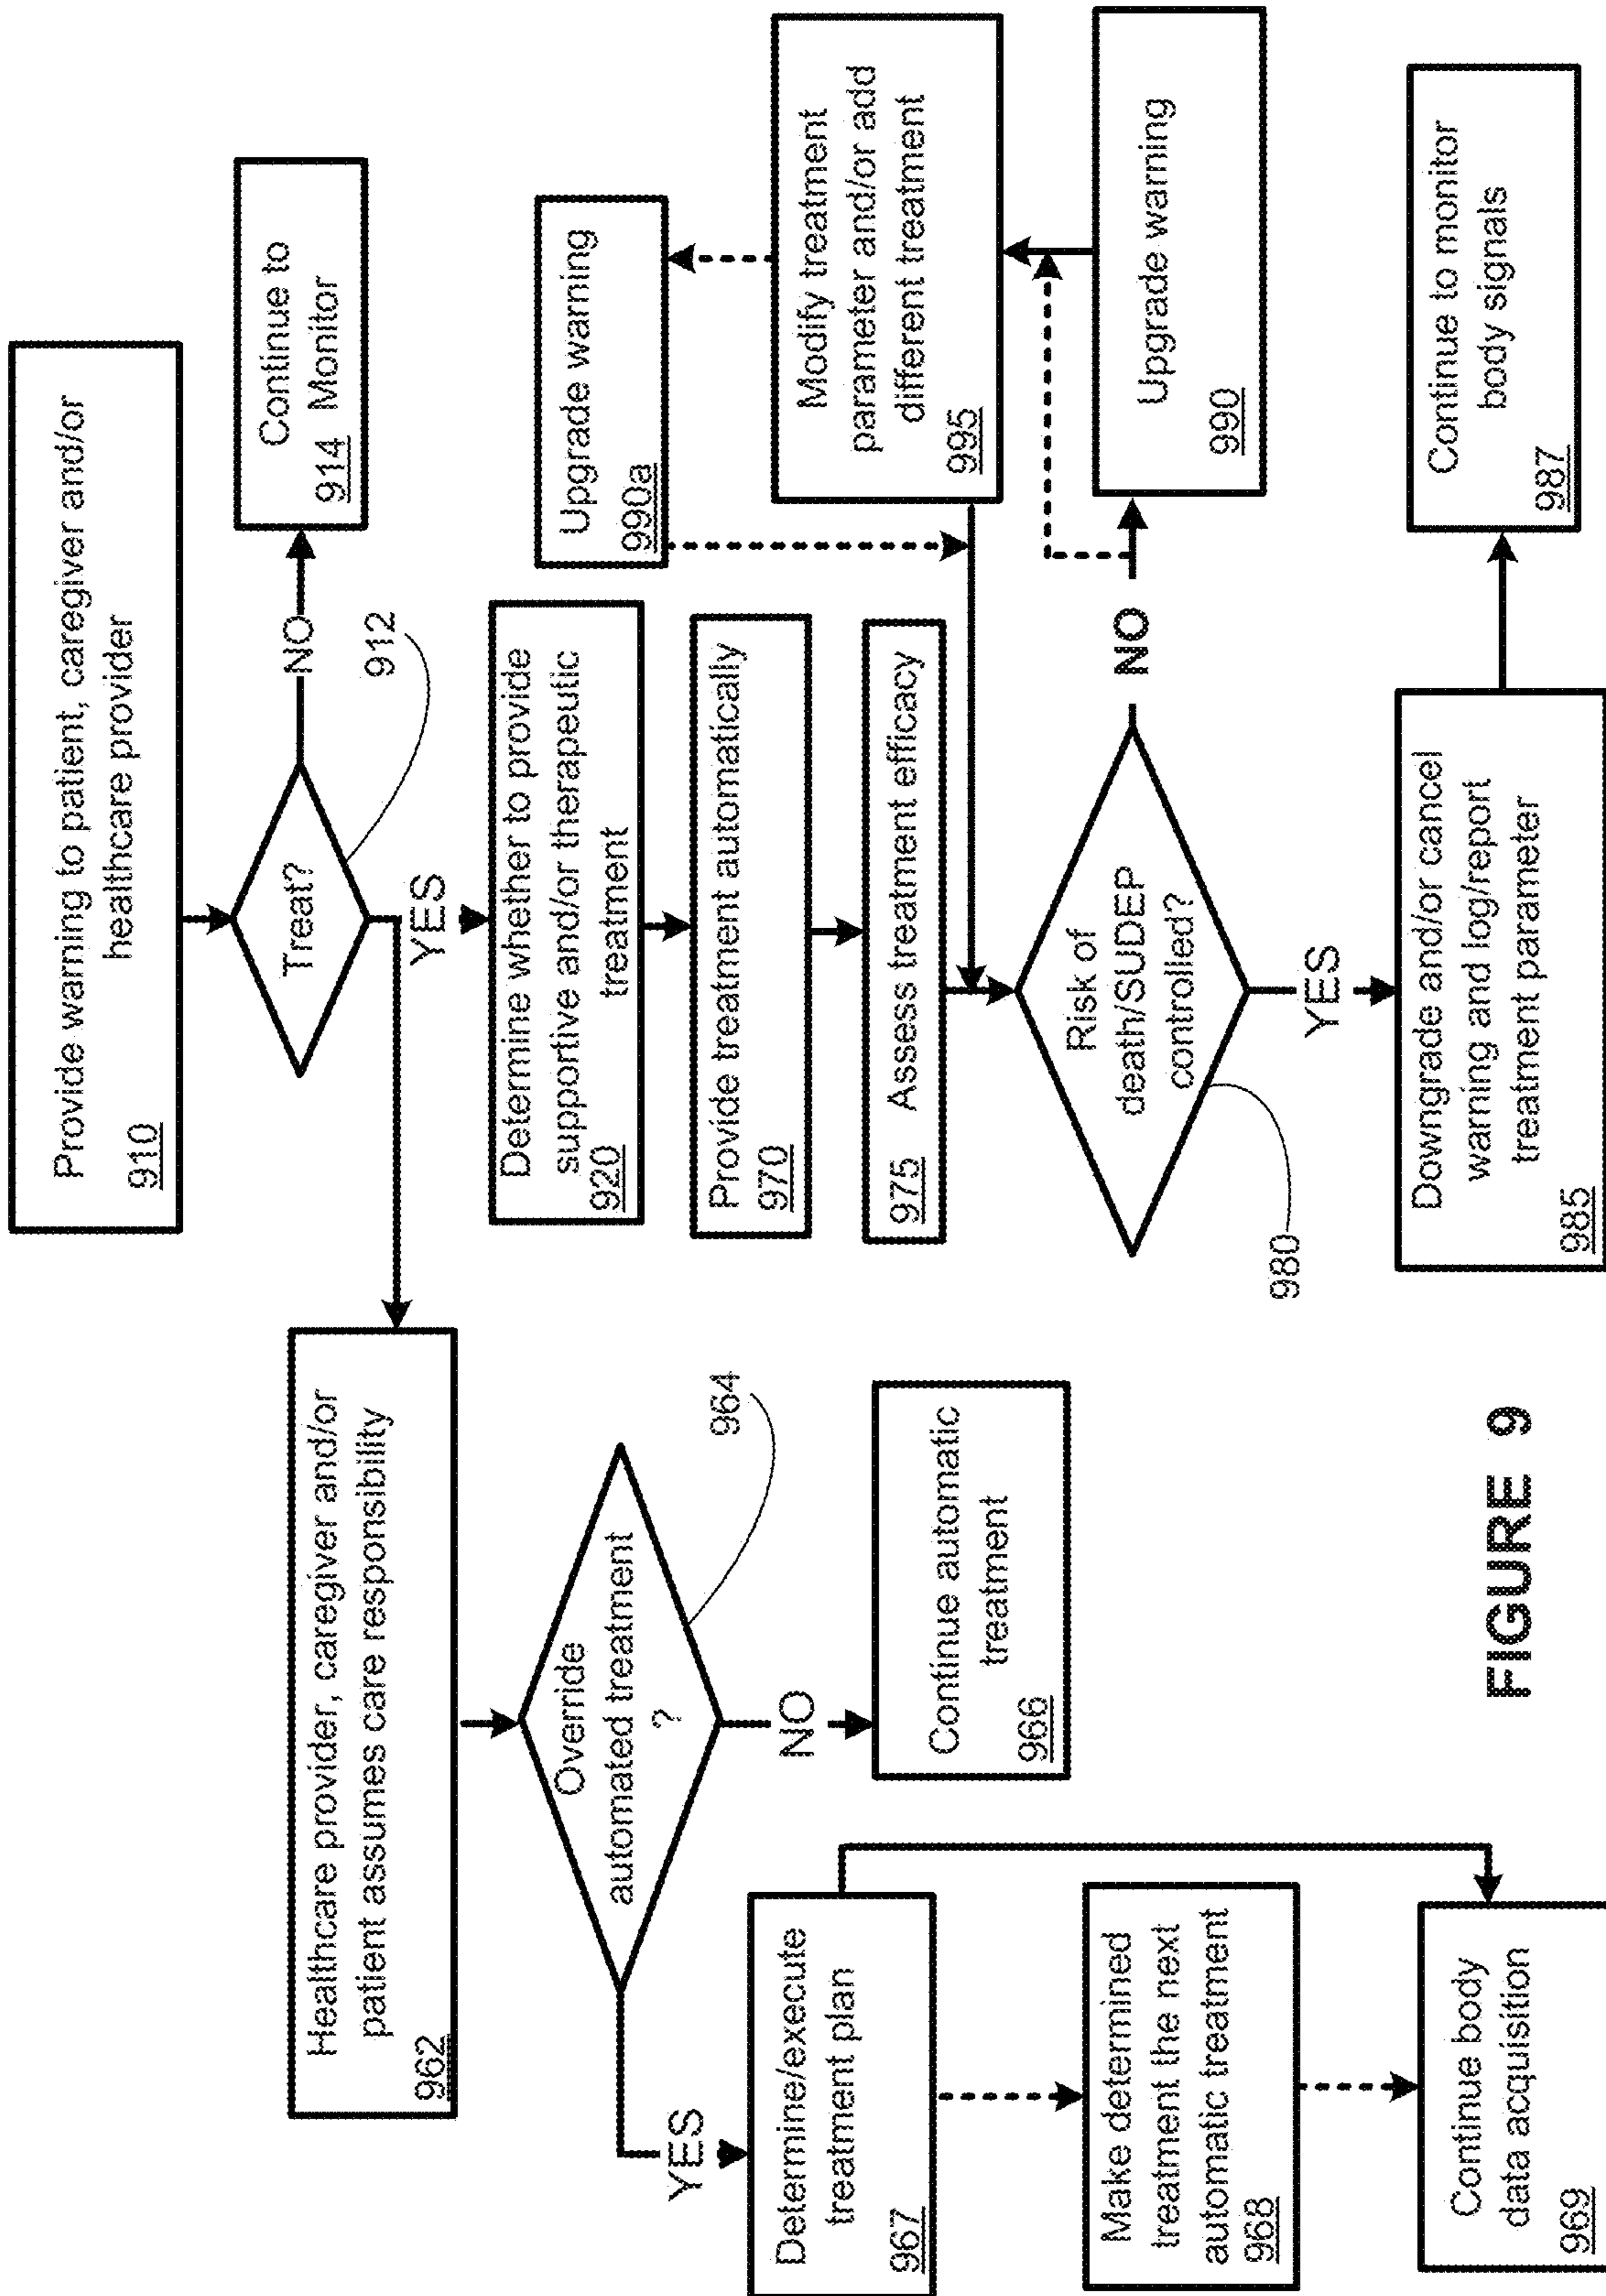 Provide warning to patient, caregiver and/or
healthcare provider
910
Treat?
912
NO
Continue to
914 Monitor
YES
Healthcare provider, caregiver and/or
patient assumes care responsibility
962
Override
automated treatment
?
964
NO
Continue automatic
treatment
966
YES
Determine/execute
treatment plan
967
Make determined
treatment the next
automatic treatment
968
Continue body
data acquisition
969
Determine whether to provide
supportive and/or therapeutic
treatment
920
Provide treatment automatically
970
975 Assess treatment efficacy
Risk of
death/SUDEP
controlled?
980
NO
Upgrade warning
990
Modify treatment
parameter and/or add
different treatment
995
Upgrade warning
990a
YES
Downgrade and/or cancel
warning and log/report
treatment parameter
985
Continue to monitor
body signals
987
FIGURE 9